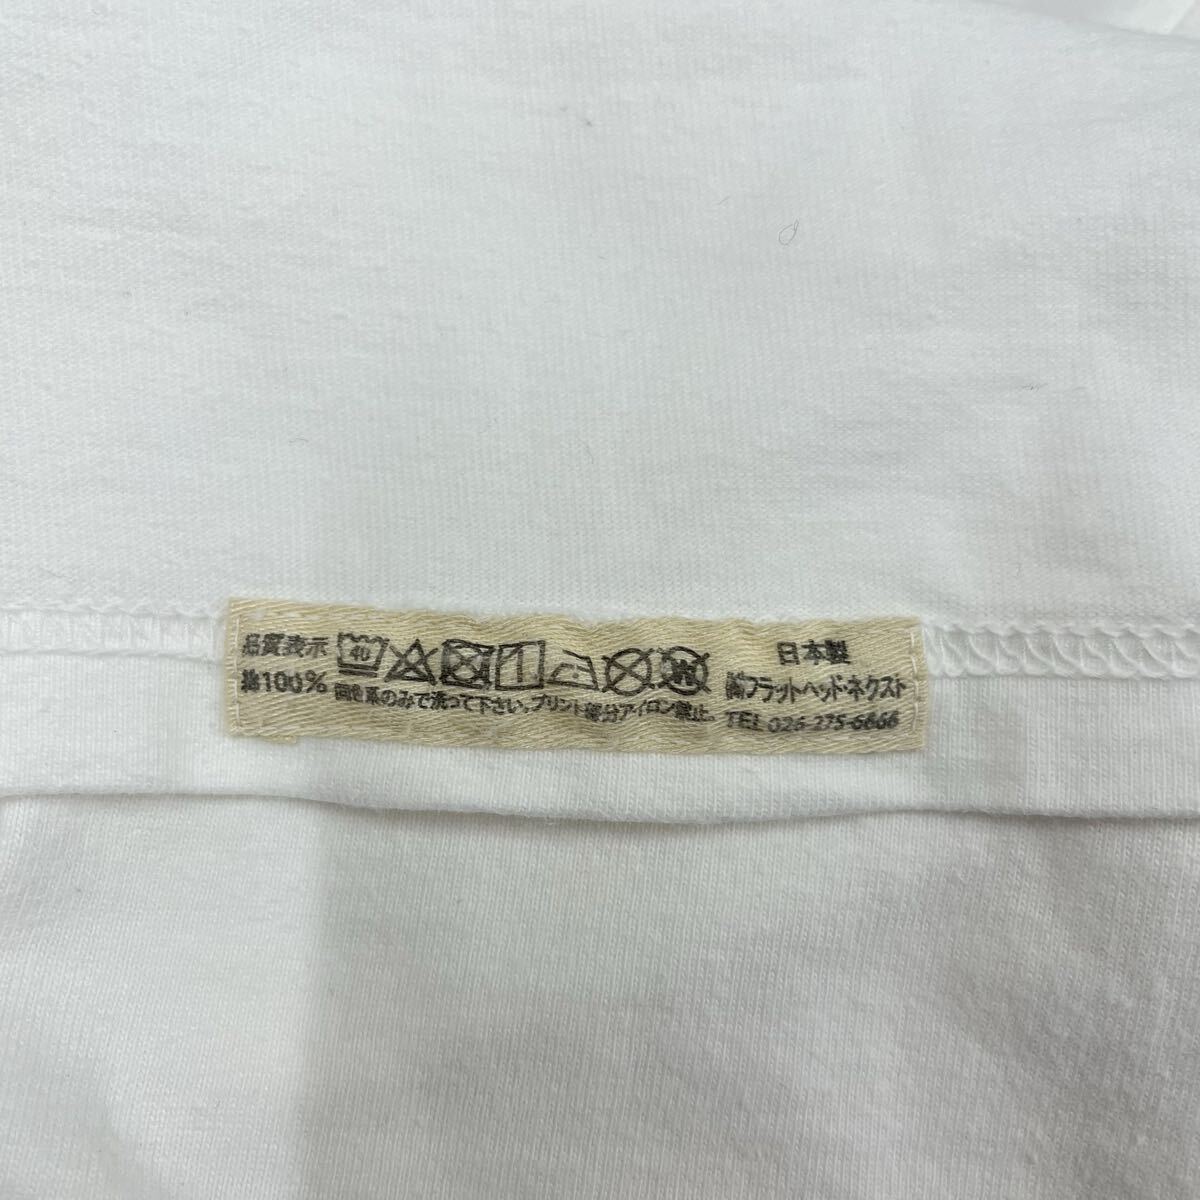 品質表示
綿100%
40
同色系のみで洗って下さい。プリント部分アイロン禁止。
W
日本製
㈱フラットヘッド・ネクスト
TEL 026-275-6666